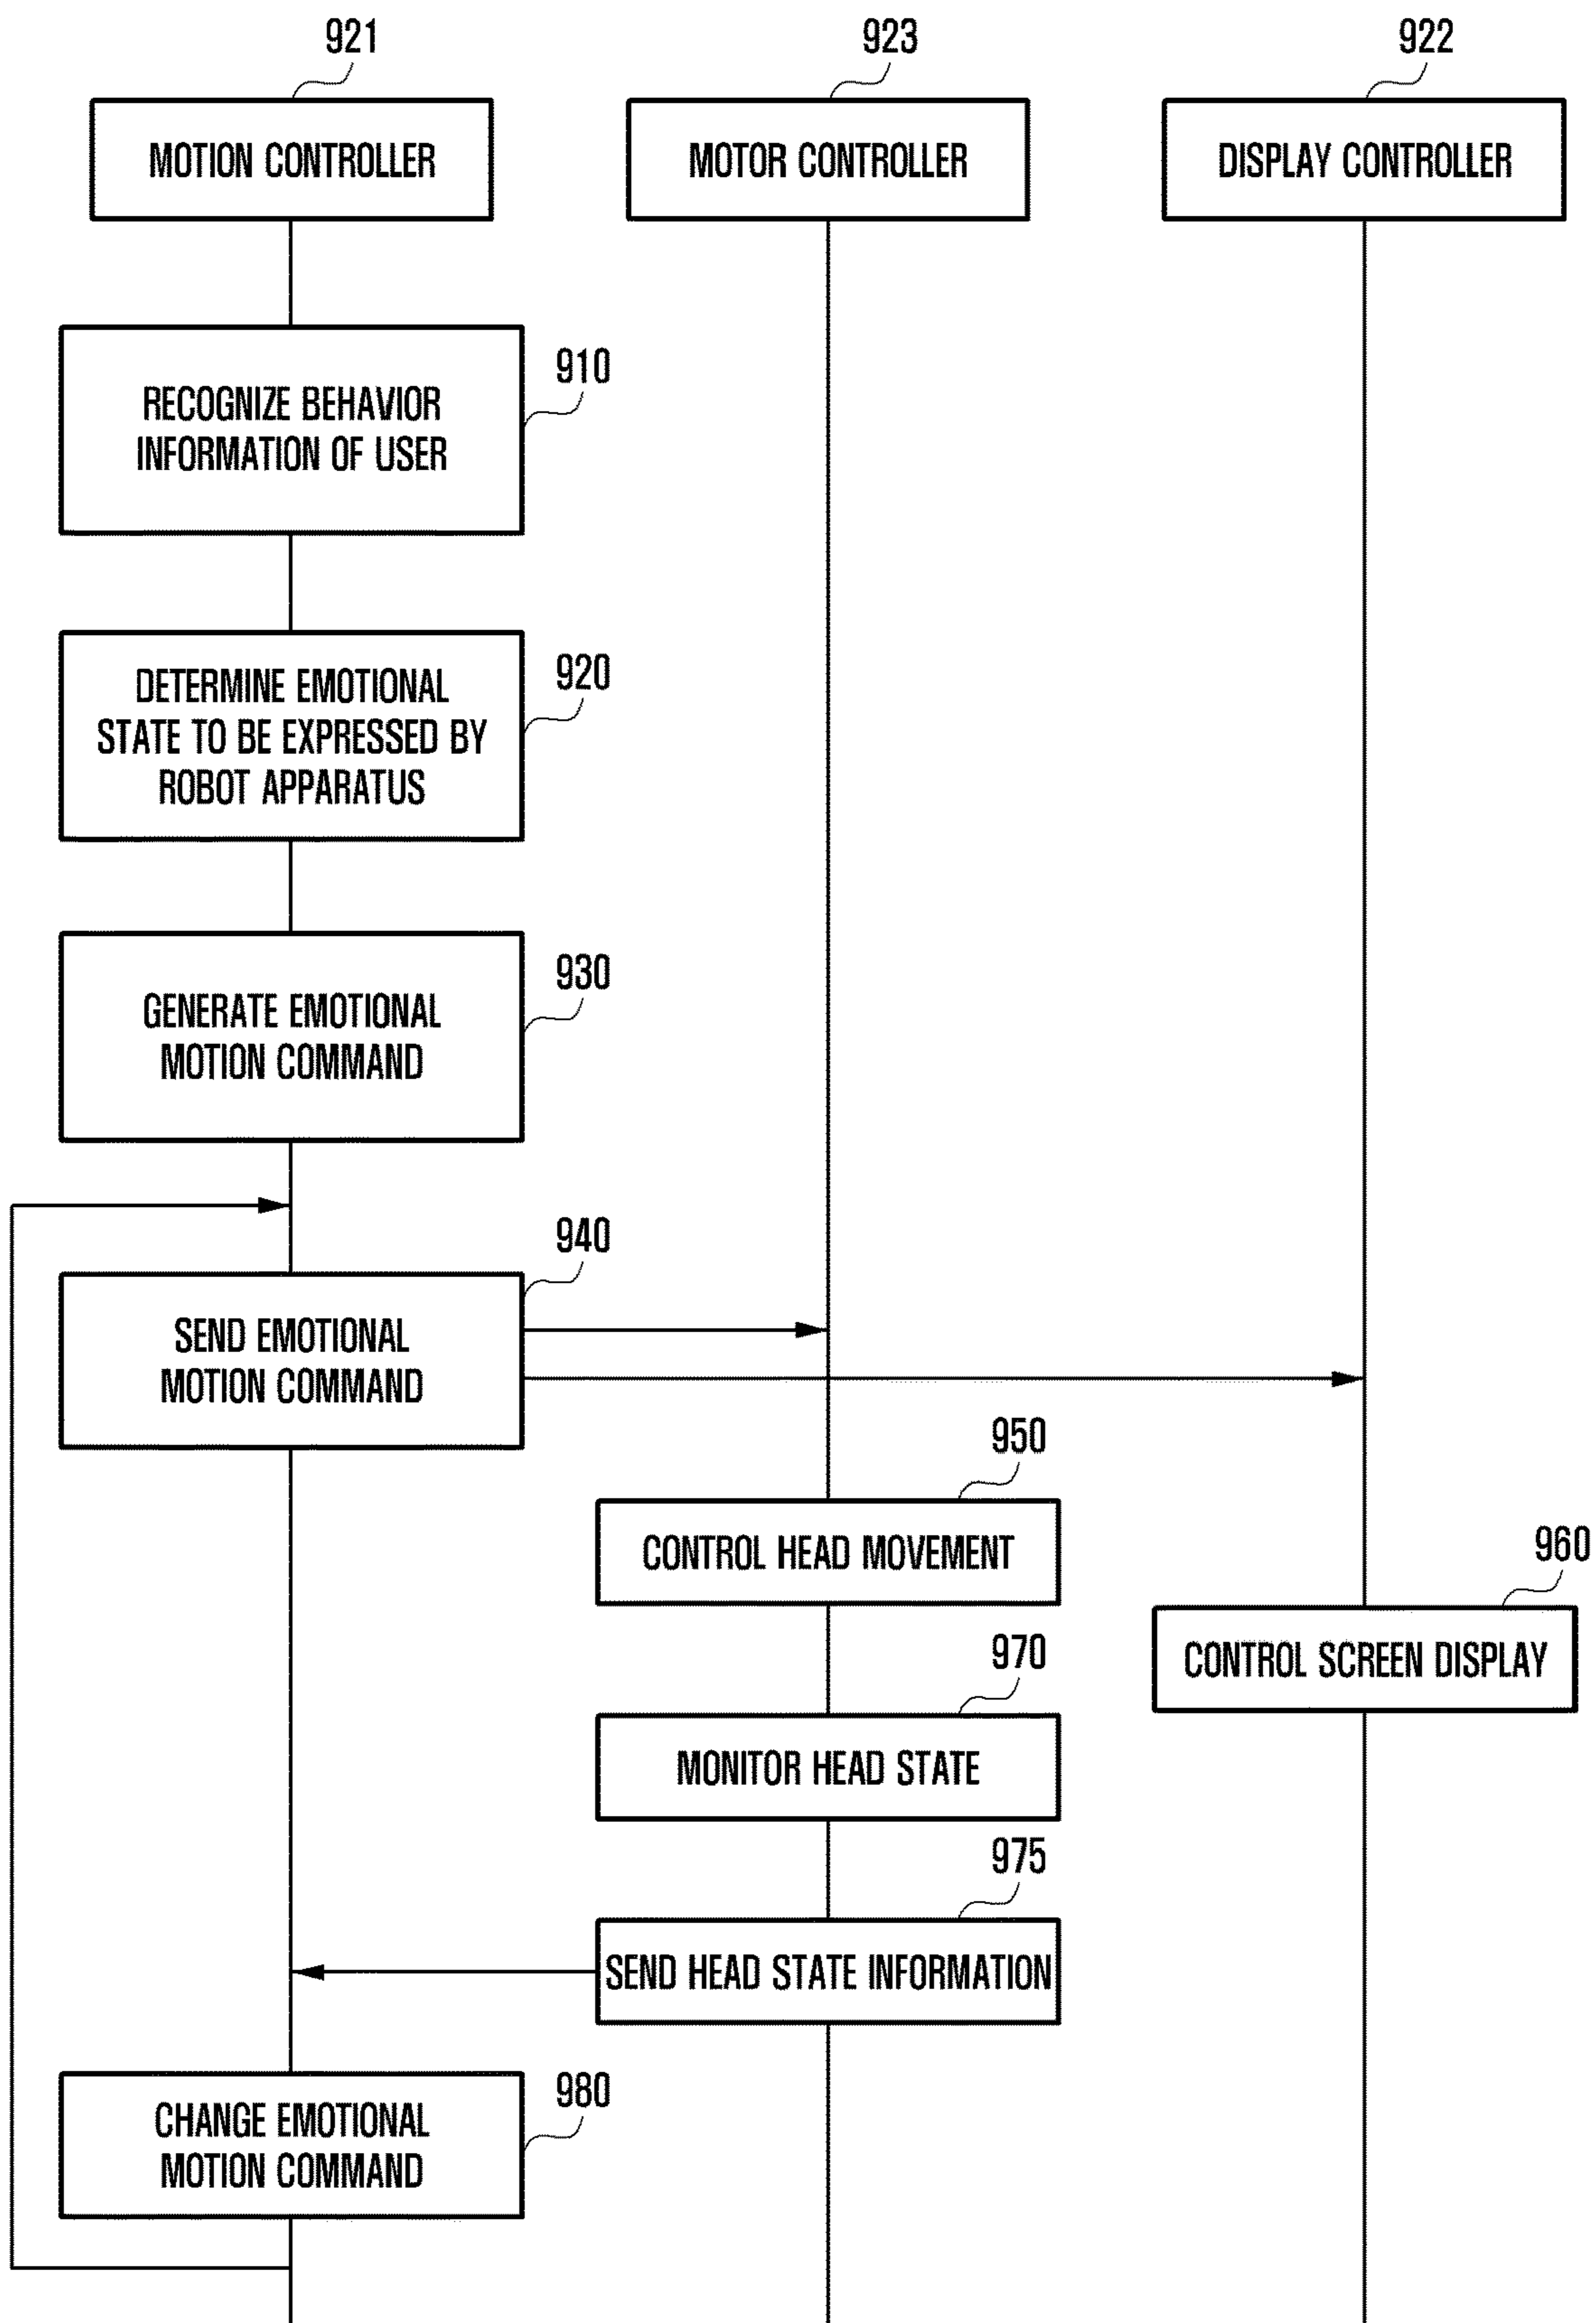 921
923
922
MOTION CONTROLLER
MOTOR CONTROLLER
DISPLAY CONTROLLER
910
RECOGNIZE BEHAVIOR
INFORMATION OF USER
920
DETERMINE EMOTIONAL
STATE TO BE EXPRESSED BY
ROBOT APPARATUS
930
GENERATE EMOTIONAL
MOTION COMMAND
940
SEND EMOTIONAL
MOTION COMMAND
950
CONTROL HEAD MOVEMENT
960
CONTROL SCREEN DISPLAY
970
MONITOR HEAD STATE
975
SEND HEAD STATE INFORMATION
980
CHANGE EMOTIONAL
MOTION COMMAND